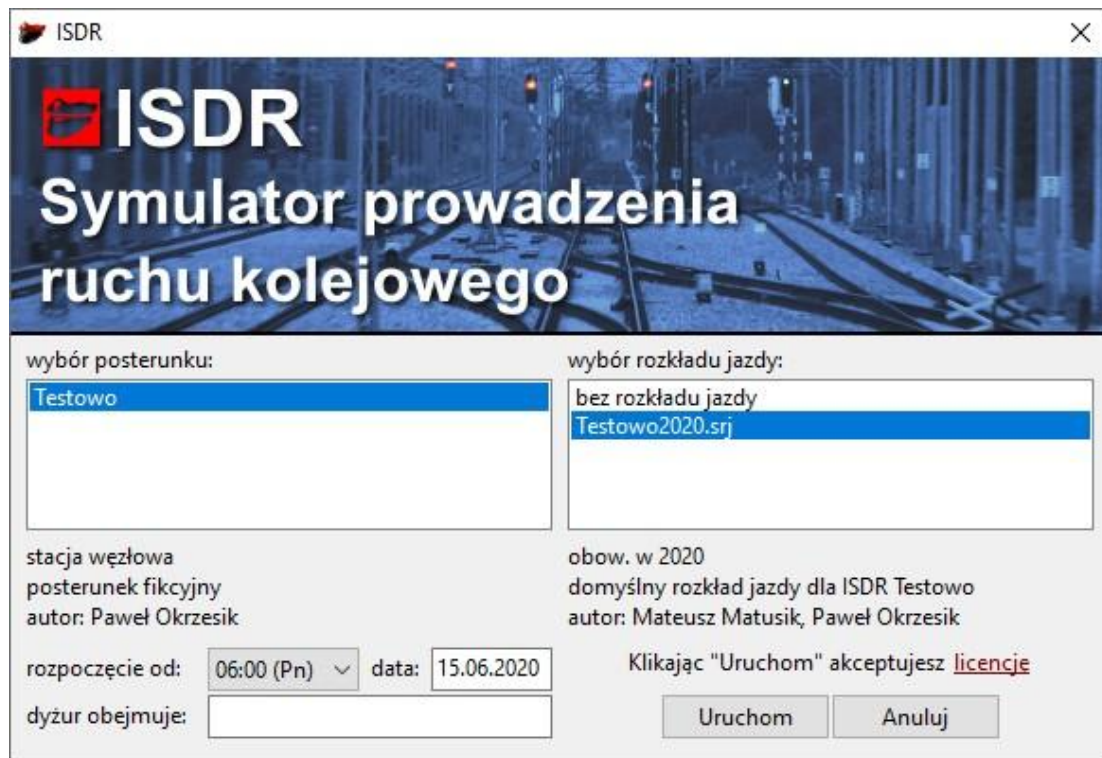 ISDR
ISDR
Symulator prowadzenia
ruchu kolejowego
wybór posterunku:
Testowo
wybór rozkładu jazdy:
bez rozkładu jazdy
Testowo2020.srj
stacja węzłowa
posterunek fikcyjny
autor: Paweł Okrzesik
obow. w 2020
domyślny rozkład jazdy dla ISDR Testowo
autor: Mateusz Matusik, Paweł Okrzesik
rozpoczęcie od: 06:00 (Pn) data: 15.06.2020
dyżur obejmuje:
Klikając "Uruchom" akceptujesz licencje
Uruchom Anuluj